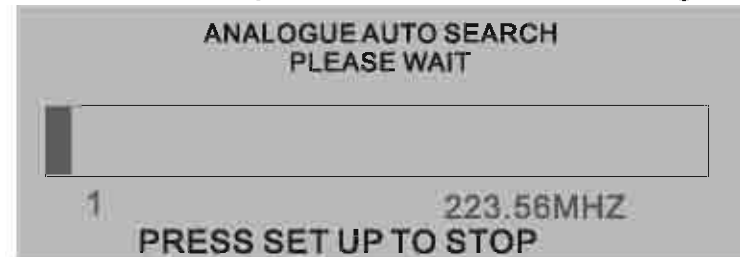 ANALOGUE AUTO SEARCH
PLEASE WAIT
1 223.56MHZ
PRESS SET UP TO STOP